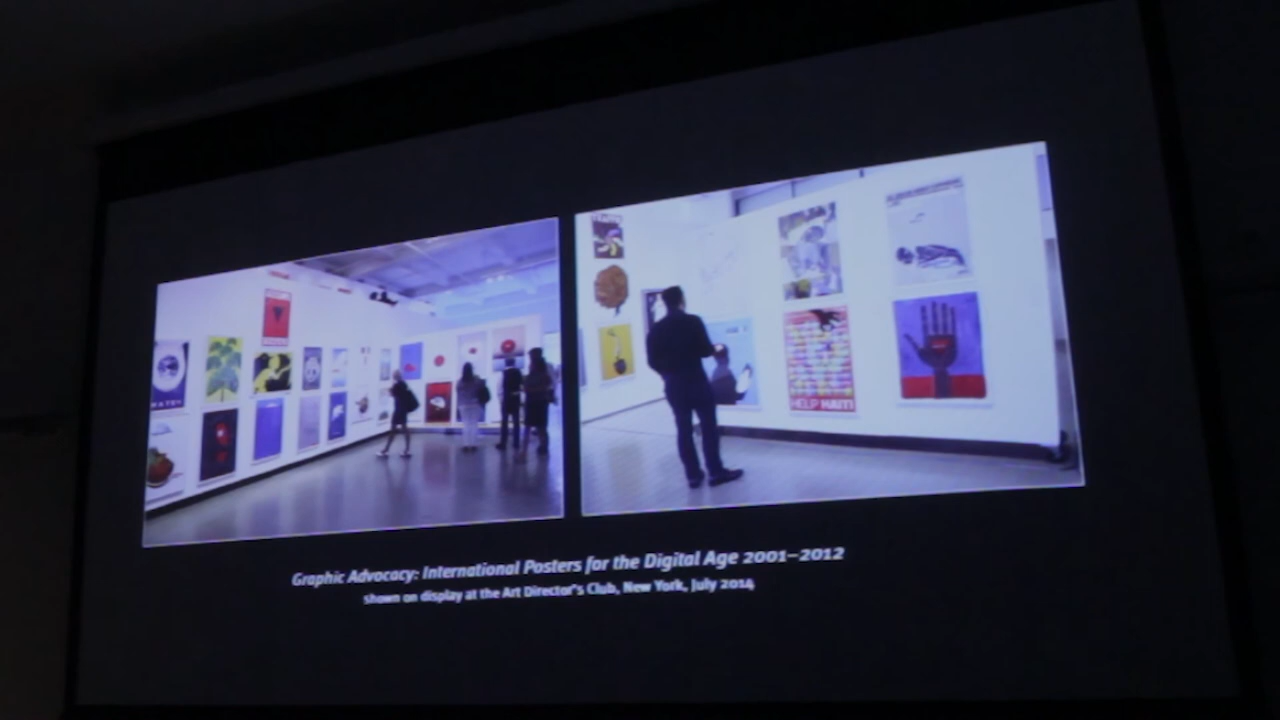 HELP HAITI
Graphic Advocacy: International Posters for the Digital Age 2001–2012
shown on display at the Art Director's Club, New York, July 2014